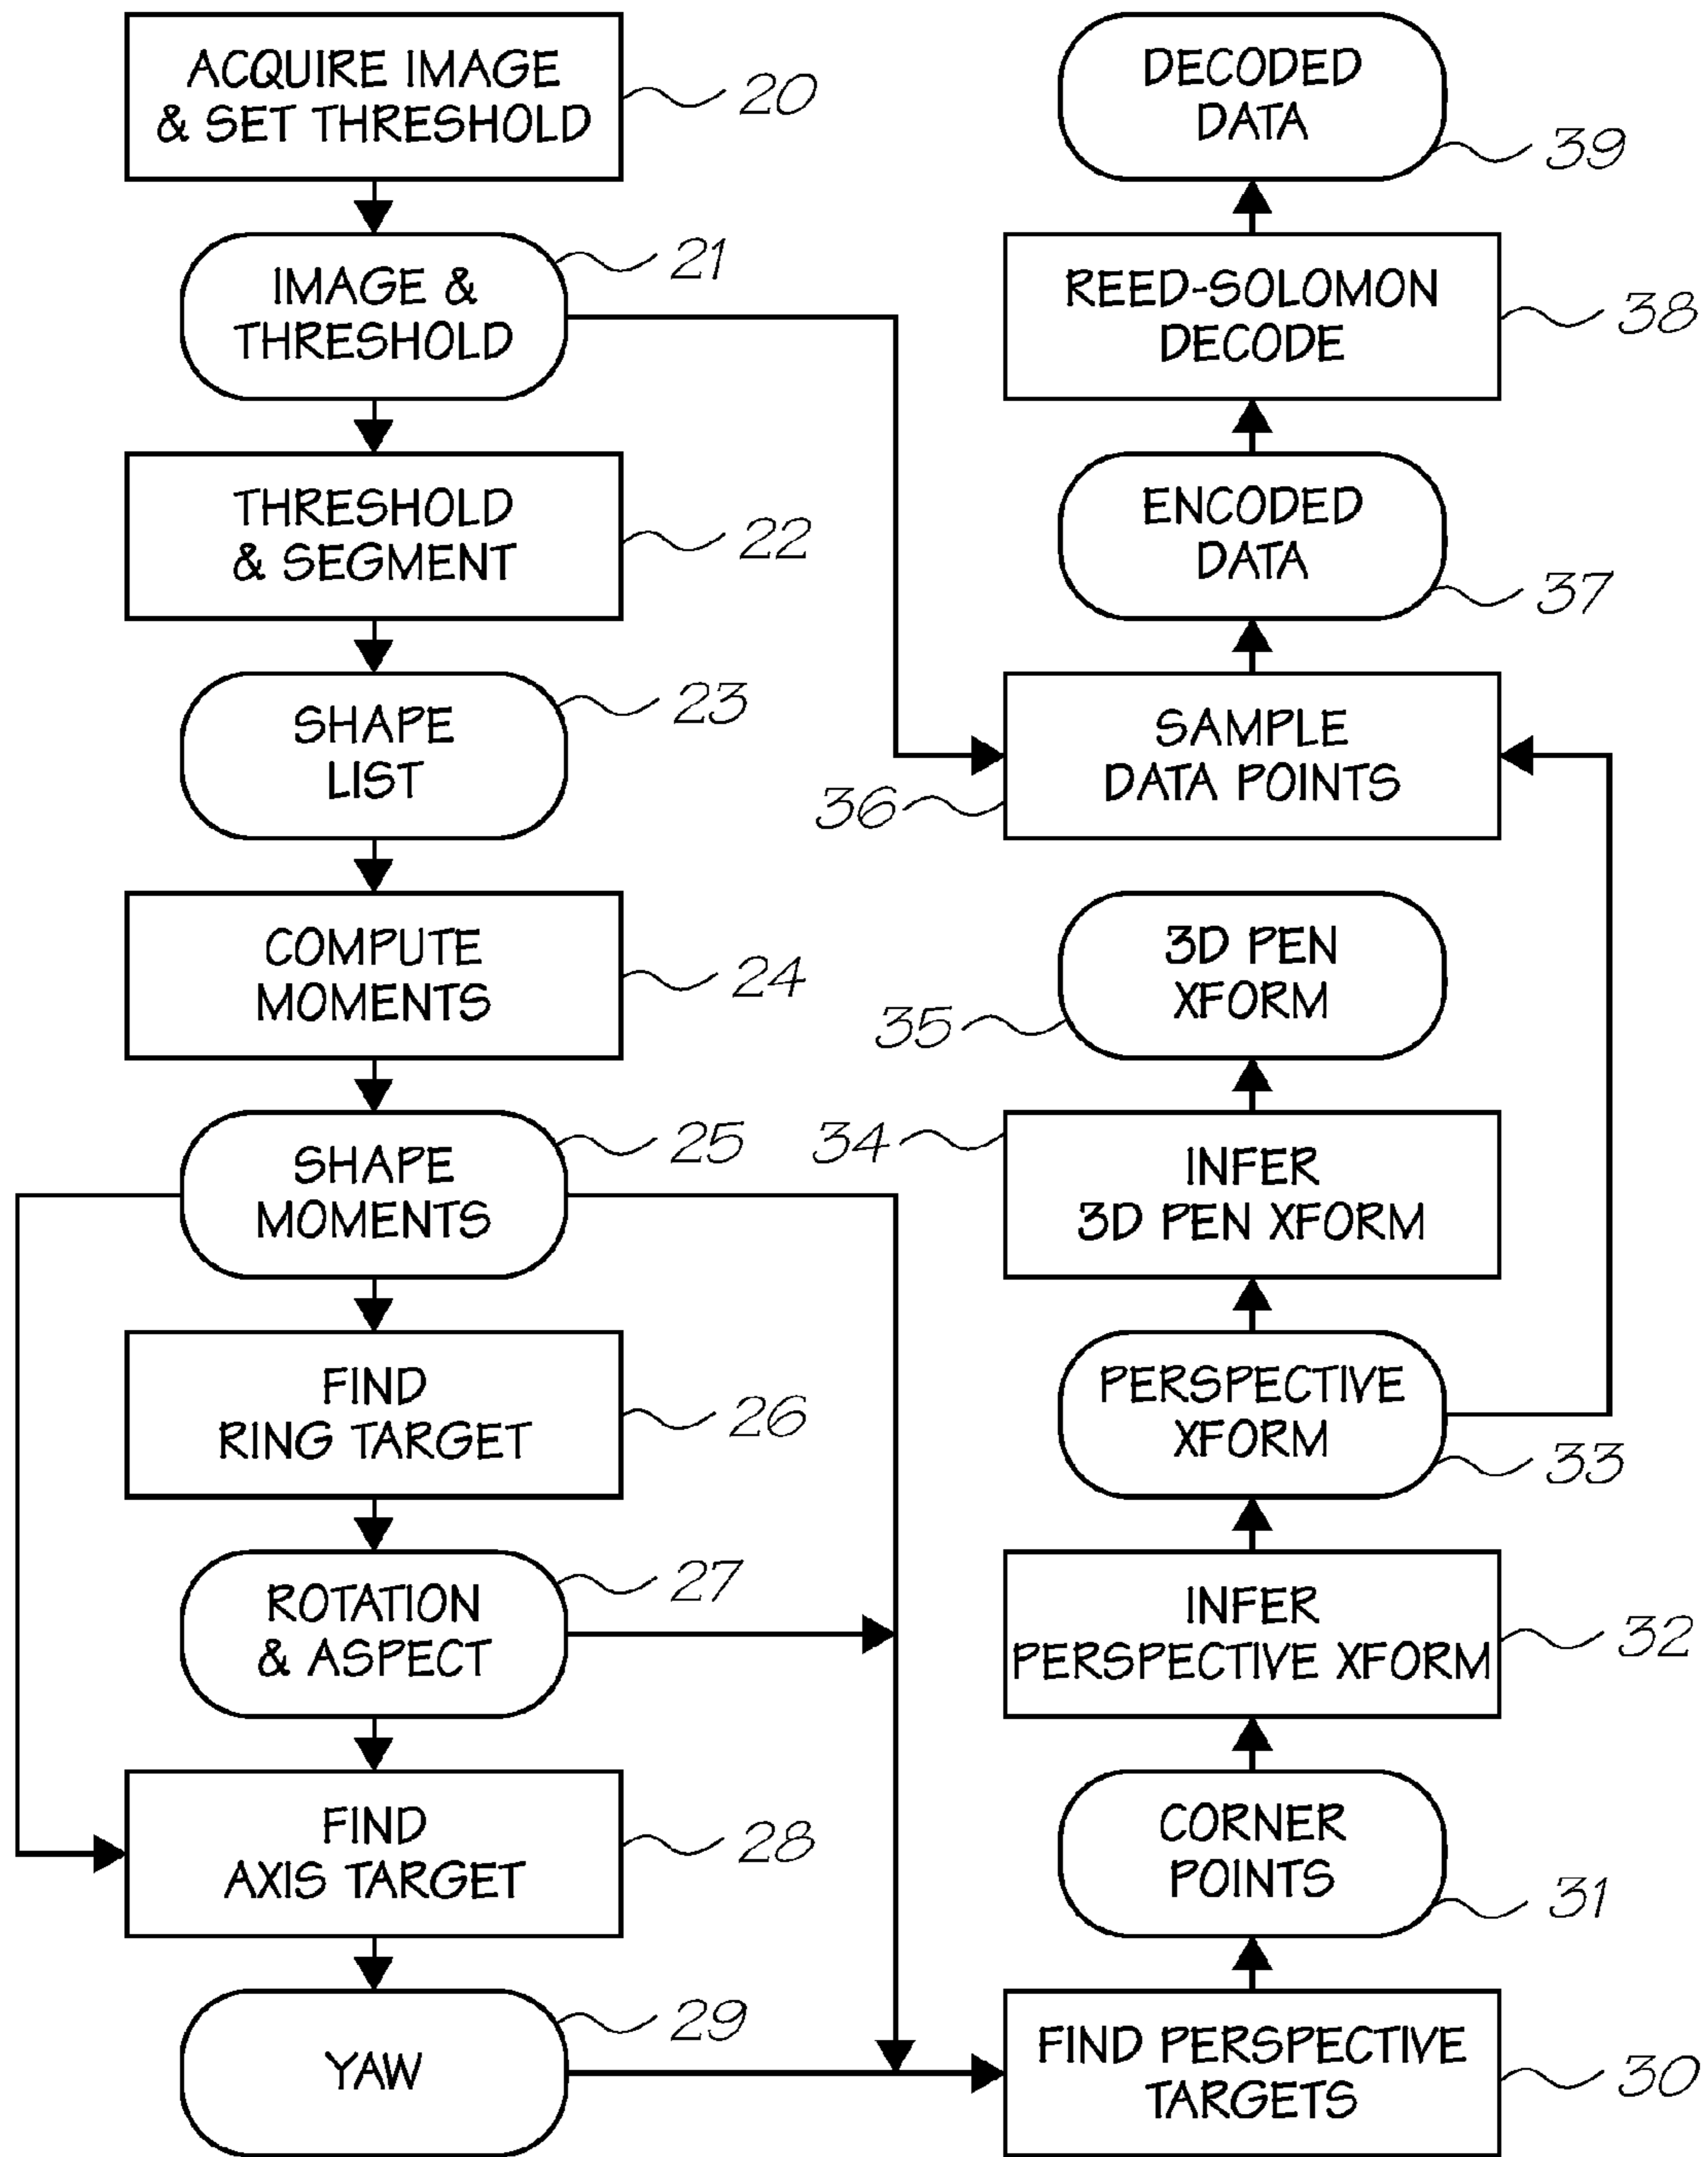 ACQUIRE IMAGE
& SET THRESHOLD
20
IMAGE &
THRESHOLD
21
THRESHOLD
& SEGMENT
22
SHAPE
LIST
23
COMPUTE
MOMENTS
24
SHAPE
MOMENTS
25
FIND
RING TARGET
26
ROTATION
& ASPECT
27
FIND
AXIS TARGET
28
YAW
29
FIND PERSPECTIVE
TARGETS
30
CORNER
POINTS
31
INFER
PERSPECTIVE XFORM
32
PERSPECTIVE
XFORM
33
INFER
3D PEN XFORM
34
3D PEN
XFORM
35
SAMPLE
DATA POINTS
36
ENCODED
DATA
37
REED-SOLOMON
DECODE
38
DECODED
DATA
39